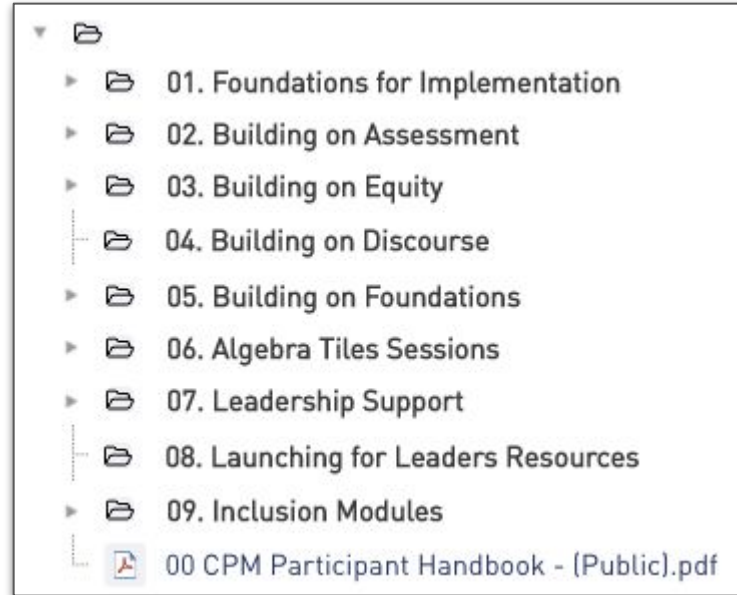 01. Foundations for Implementation
02. Building on Assessment
03. Building on Equity
04. Building on Discourse
05. Building on Foundations
06. Algebra Tiles Sessions
07. Leadership Support
08. Launching for Leaders Resources
09. Inclusion Modules
00 CPM Participant Handbook - (Public).pdf